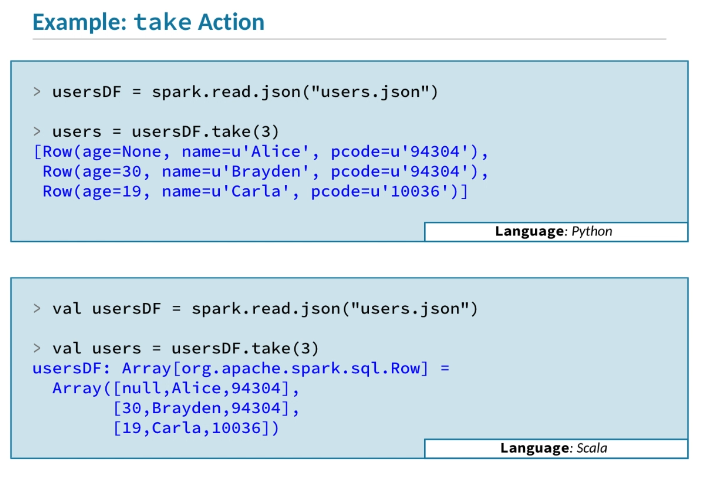 Example: take Action
> usersDF = spark.read.json("users.json")
> users = usersDF.take(3)
[Row(age=None, name=u'Alice', pcode=u'94304'),
 Row(age=30, name=u'Brayden', pcode=u'94304'),
 Row(age=19, name=u'Carla', pcode=u'10036')]
Language: Python
> val usersDF = spark.read.json("users.json")
> val users = usersDF.take(3)
usersDF: Array[org.apache.spark.sql.Row] =
  Array([null,Alice,94304],
        [30,Brayden,94304],
        [19,Carla,10036])
Language: Scala